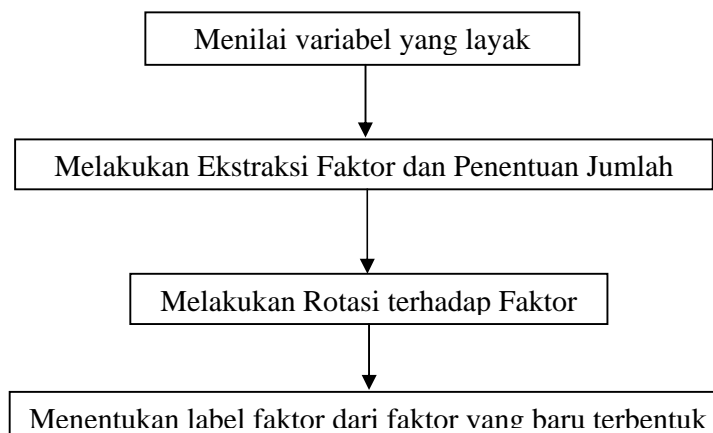 Menilai variabel yang layak
Melakukan Ekstraksi Faktor dan Penentuan Jumlah
Melakukan Rotasi terhadap Faktor
Menentukan label faktor dari faktor yang baru terbentuk